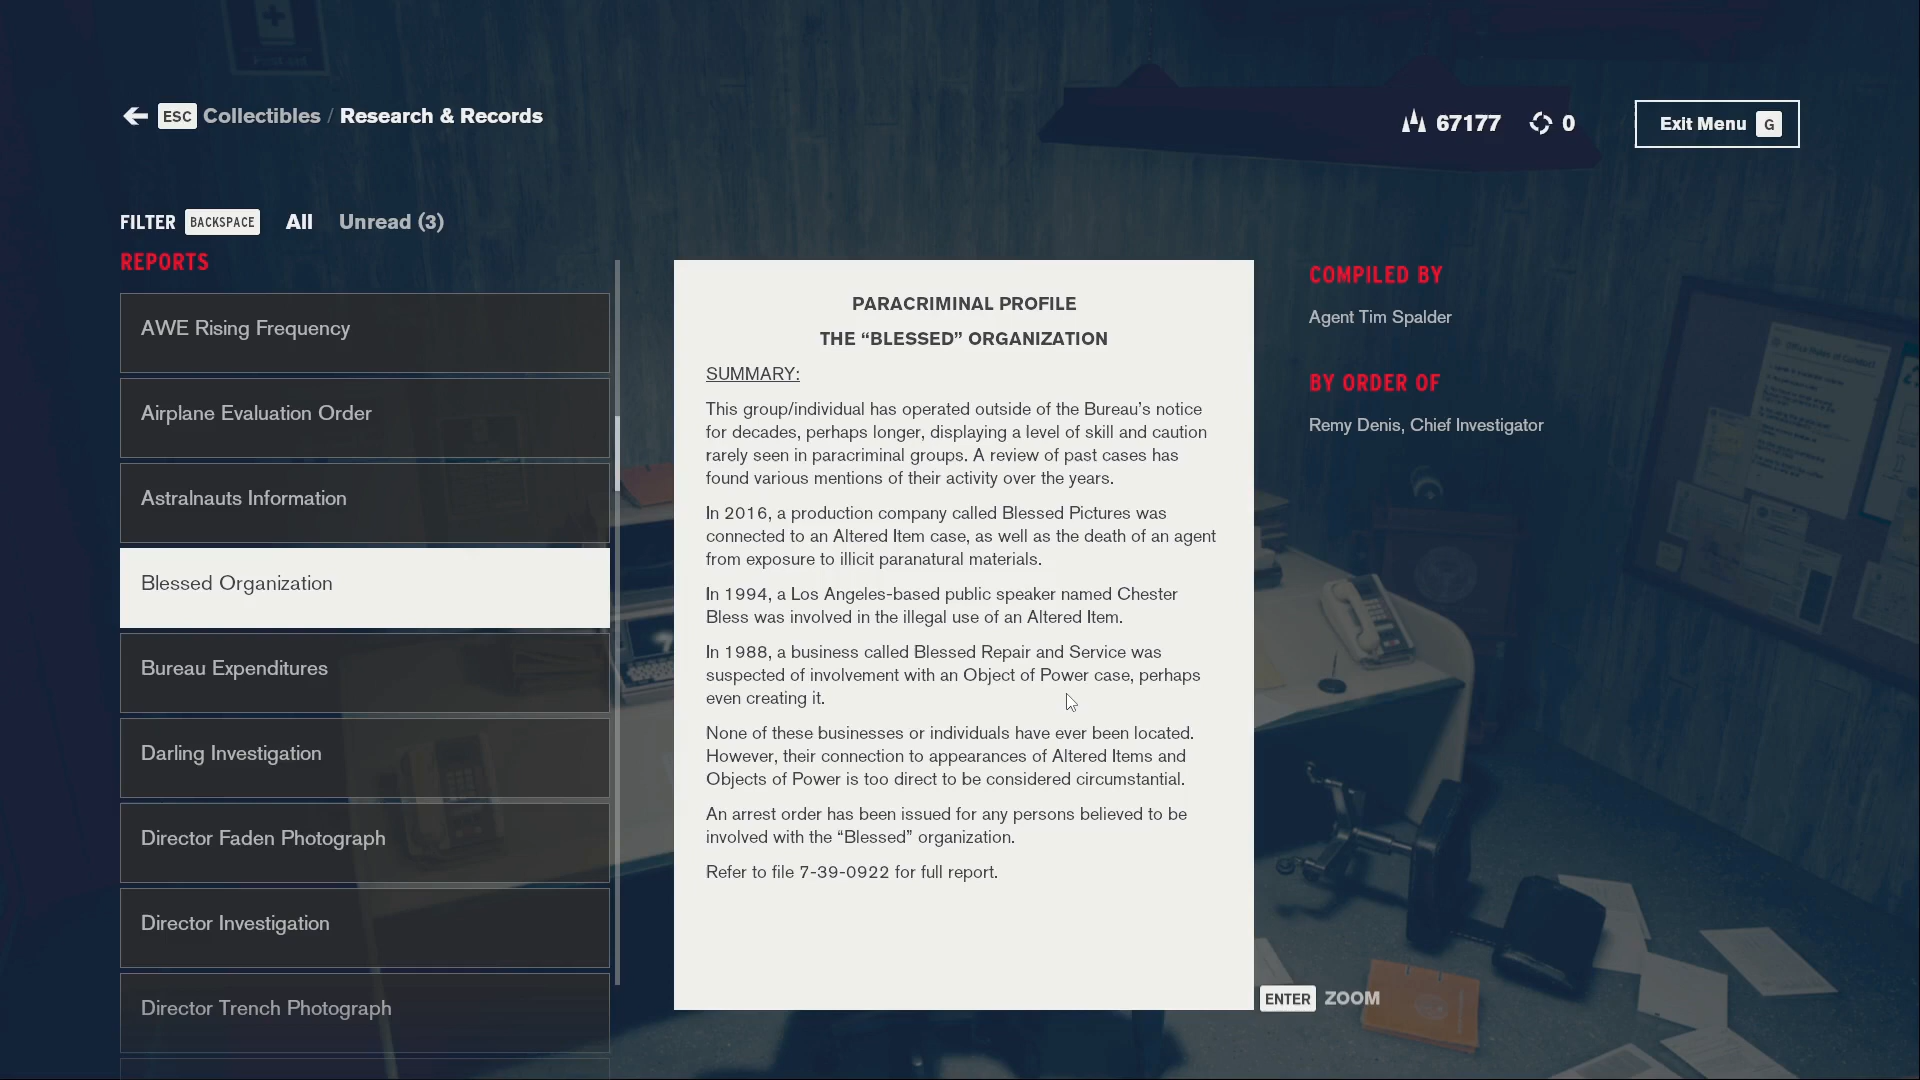 ESC Collectibles / Research & Records
67177
0
Exit Menu G
FILTER BACKSPACE All Unread (3)
REPORTS
AWE Rising Frequency
Airplane Evaluation Order
Astralnauts Information
Blessed Organization
Bureau Expenditures
Darling Investigation
Director Faden Photograph
Director Investigation
Director Trench Photograph
PARACRIMINAL PROFILE
THE “BLESSED” ORGANIZATION
SUMMARY:
This group/individual has operated outside of the Bureau’s notice
for decades, perhaps longer, displaying a level of skill and caution
rarely seen in paracriminal groups. A review of past cases has
found various mentions of their activity over the years.
In 2016, a production company called Blessed Pictures was
connected to an Altered Item case, as well as the death of an agent
from exposure to illicit paranatural materials.
In 1994, a Los Angeles-based public speaker named Chester
Bless was involved in the illegal use of an Altered Item.
In 1988, a business called Blessed Repair and Service was
suspected of involvement with an Object of Power case, perhaps
even creating it.
None of these businesses or individuals have ever been located.
However, their connection to appearances of Altered Items and
Objects of Power is too direct to be considered circumstantial.
An arrest order has been issued for any persons believed to be
involved with the “Blessed” organization.
Refer to file 7-39-0922 for full report.
ENTER ZOOM
COMPILED BY
Agent Tim Spalder
BY ORDER OF
Remy Denis, Chief Investigator
Office Rules of Conduct